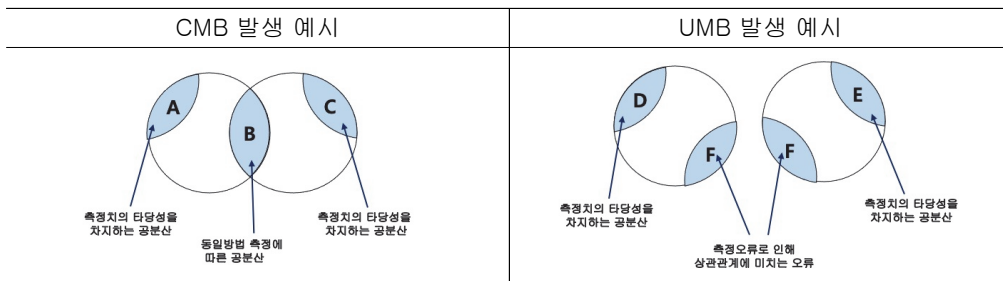 CMB 발생 예시
UMB 발생 예시
A
B
C
측정치의 타당성을
차지하는 공분산
동일방법 측정에
따른 공분산
측정치의 타당성을
차지하는 공분산
D
F
F
E
측정치의 타당성을
차지하는 공분산
측정오류로 인해
상관관계에 미치는 오류
측정치의 타당성을
차지하는 공분산